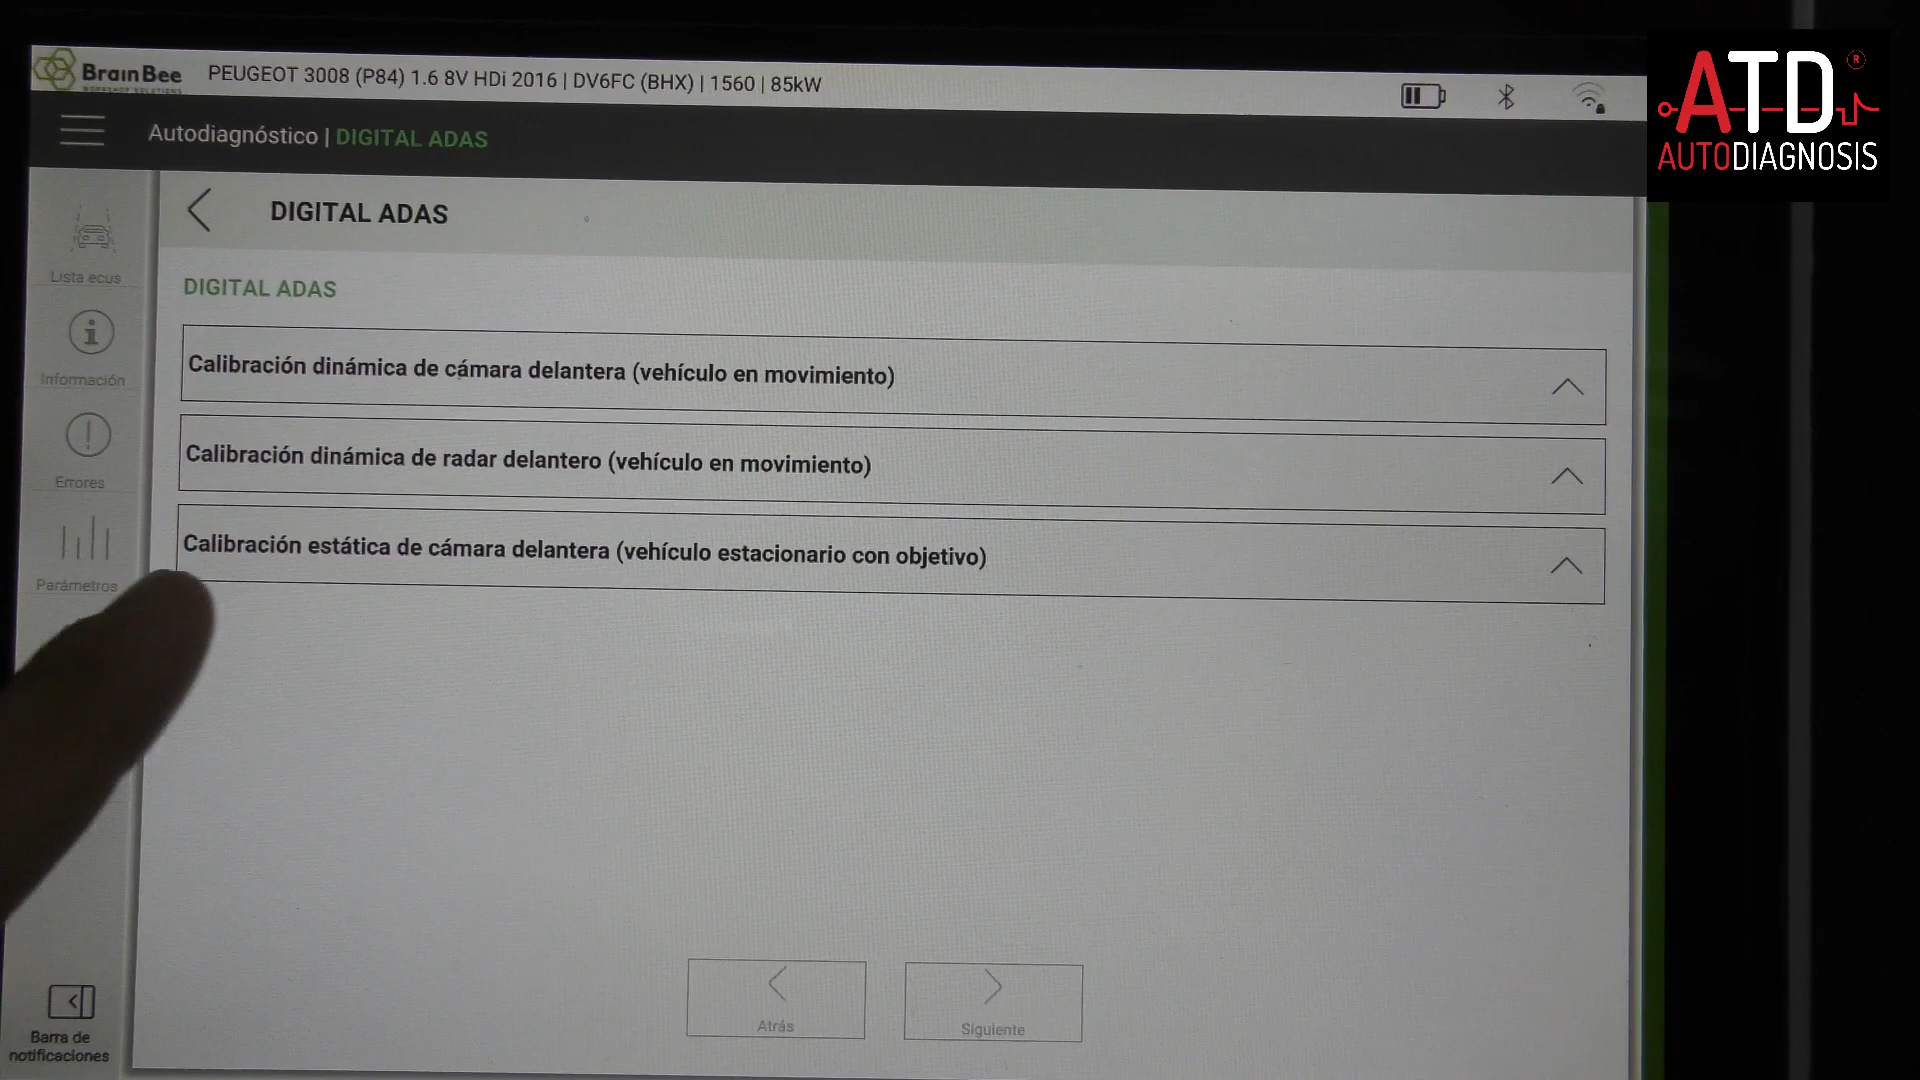 BrainBee
WORKSHOP SOLUTIONS
PEUGEOT 3008 (P84) 1.6 8V HDi 2016 | DV6FC (BHX) | 1560 | 85kW
ATD
®
AUTODIAGNOSIS
Autodiagnóstico | DIGITAL ADAS
DIGITAL ADAS
Lista ecus
DIGITAL ADAS
Información
Calibración dinámica de cámara delantera (vehículo en movimiento)
Errores
Calibración dinámica de radar delantero (vehículo en movimiento)
Parámetros
Calibración estática de cámara delantera (vehículo estacionario con objetivo)
Atrás
Siguiente
Barra de
notificaciones